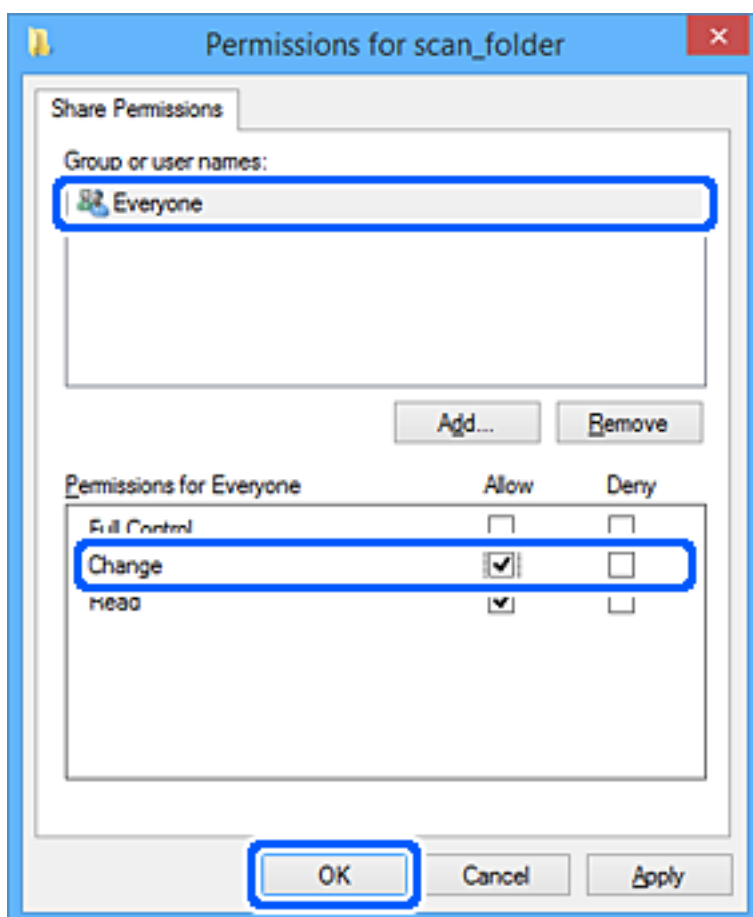 Permissions for scan_folder
Share Permissions
Group or user names:
Everyone
Add... Remove
Permissions for Everyone Allow Deny
Full Control
Change
Read
OK Cancel Apply